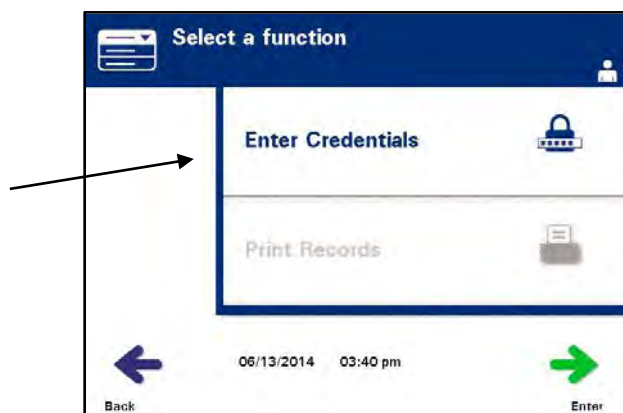 Select a function
Enter Credentials
Print Records
06/13/2014 03:40 pm
Back Enter